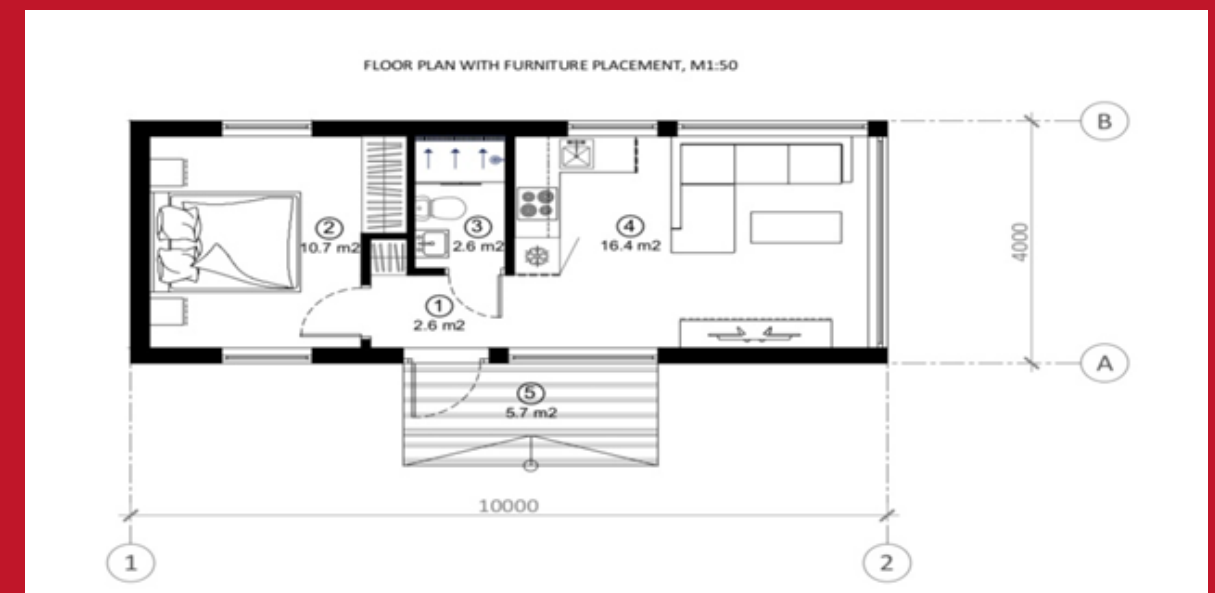 FLOOR PLAN WITH FURNITURE PLACEMENT, M1:50
B
2
10.7 m2
3
2.6 m2
4
16.4 m2
4000
1
2.6 m2
A
5
5.7 m2
10000
1
2